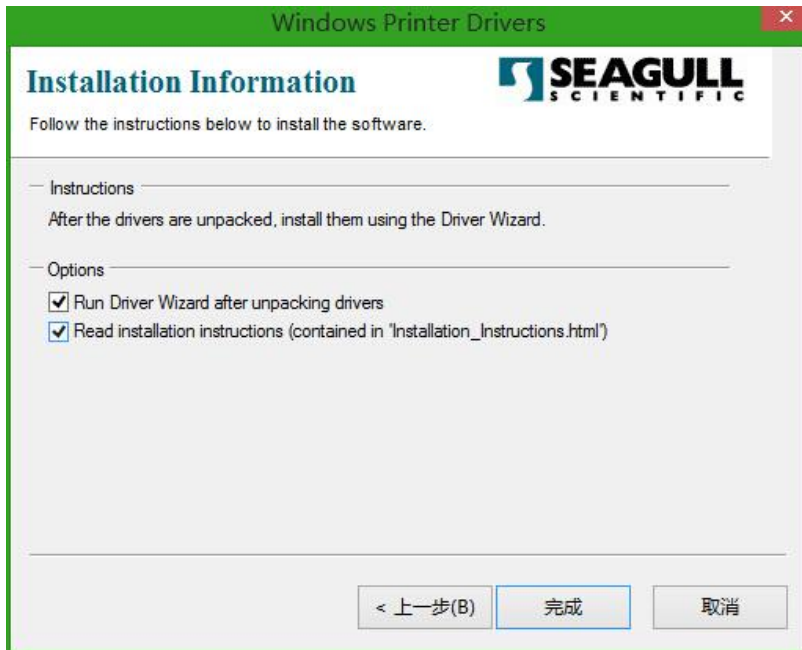 Windows Printer Drivers
Installation Information
SEAGULL
SCIENTIFIC
Follow the instructions below to install the software.
Instructions
After the drivers are unpacked, install them using the Driver Wizard.
Options
Run Driver Wizard after unpacking drivers
Read installation instructions (contained in 'Installation_Instructions.html')
< 上一步(B)
完成
取消